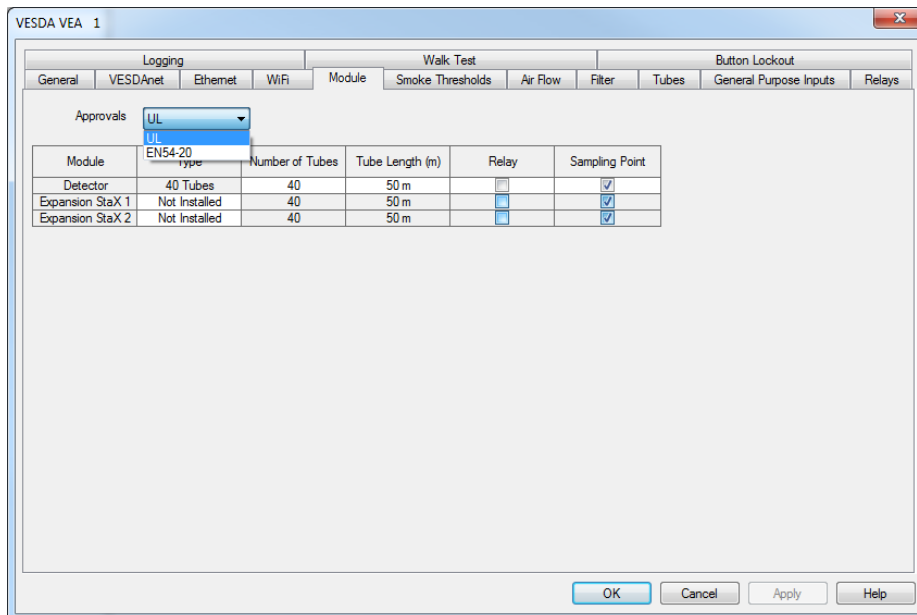 VESDA VEA 1
Logging Walk Test Button Lockout
General VESDAnet Ethernet WiFi Module Smoke Thresholds Air Flow Filter Tubes General Purpose Inputs Relays
Approvals UL
UL
EN54-20
Module Type Number of Tubes Tube Length (m) Relay Sampling Point
Detector 40 Tubes 40 50 m
Expansion StaX 1 Not Installed 40 50 m
Expansion StaX 2 Not Installed 40 50 m
OK Cancel Apply Help